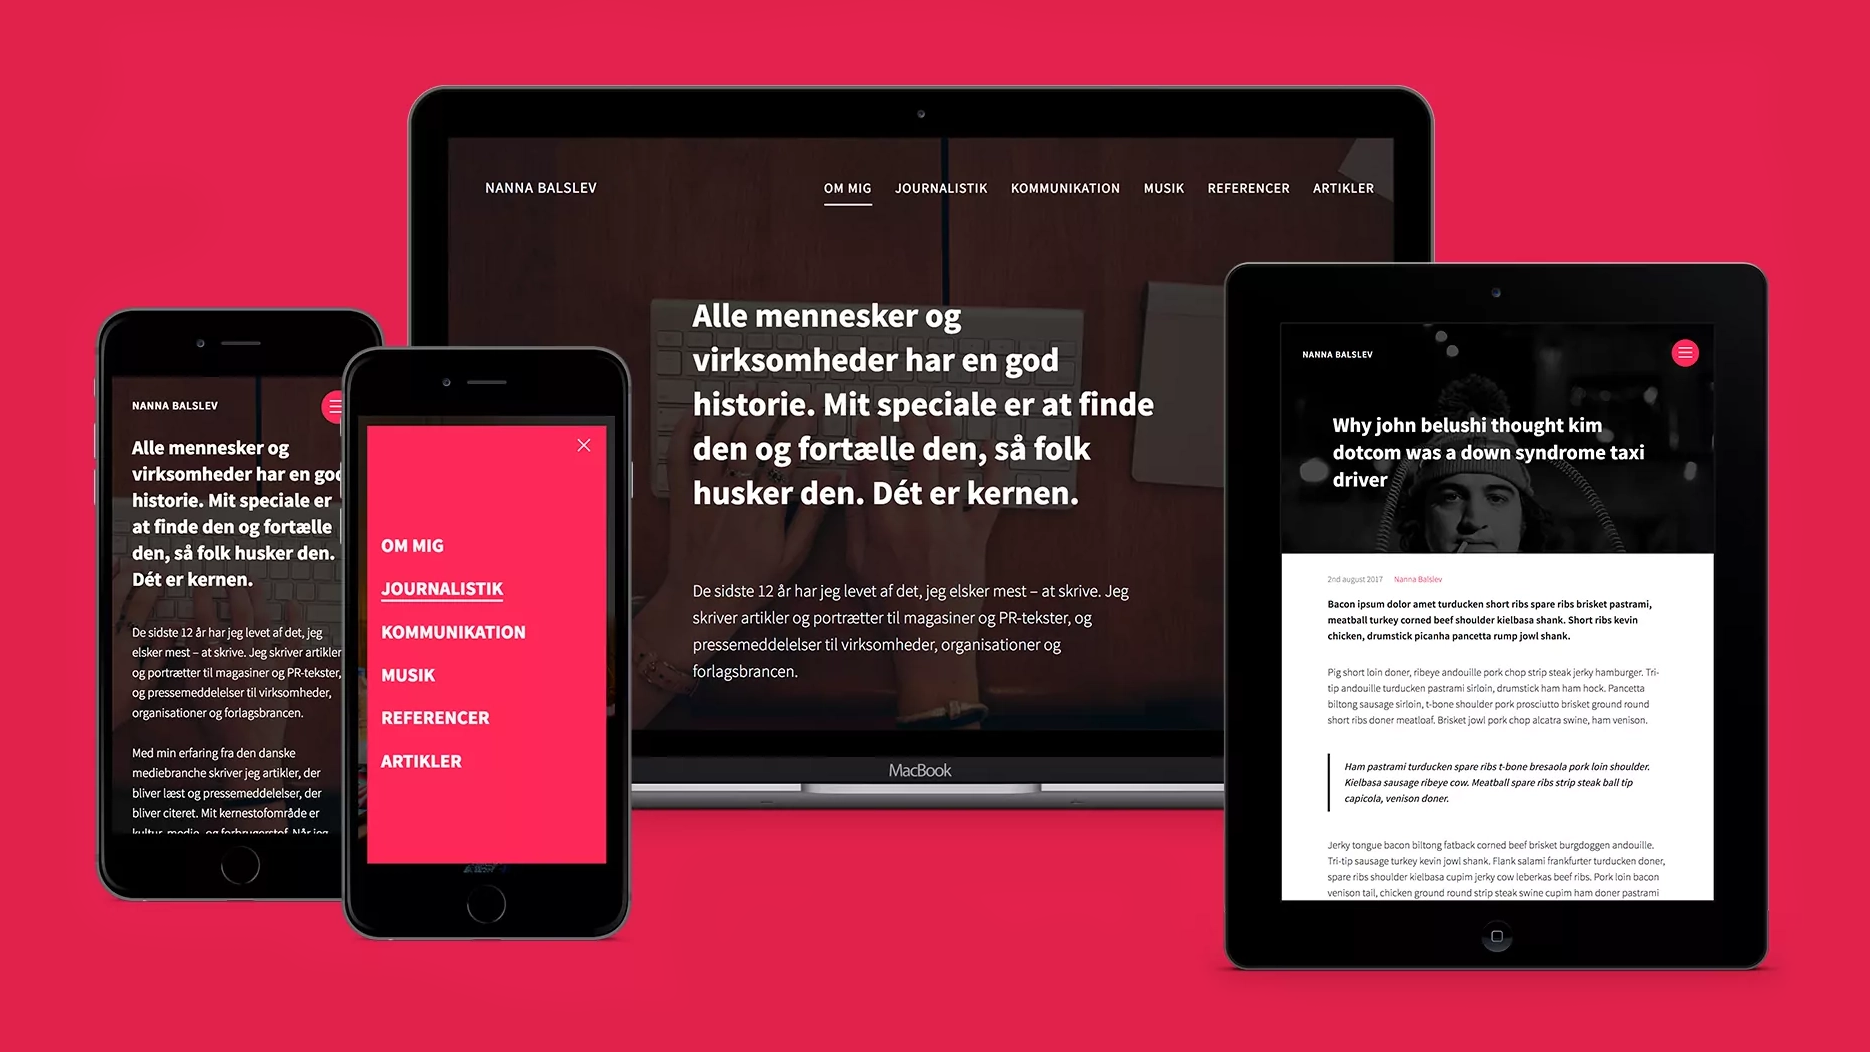 NANNA BALSLEV
OM MIG JOURNALISTIK KOMMUNIKATION MUSIK REFERENCER ARTIKLER
Alle mennesker og
virksomheder har en god
historie. Mit speciale er at finde
den og fortælle den, så folk
husker den. Dét er kernen.
De sidste 12 år har jeg levet af det, jeg elsker mest – at skrive. Jeg
skriver artikler og portrætter til magasiner og PR-tekster, og
pressemeddelelser til virksomheder, organisationer og
forlagsbrancen.
MacBook
NANNA BALSLEV
Alle mennesker og
virksomheder har en god
historie. Mit speciale er
at finde den og fortælle
den, så folk husker den.
Dét er kernen.
De sidste 12 år har jeg levet af det, jeg
elsker mest – at skrive. Jeg skriver artikler
og portrætter til magasiner og PR-tekster,
og pressemeddelelser til virksomheder,
organisationer og forlagsbrancen.
Med min erfaring fra den danske
mediebranche skriver jeg artikler, der
bliver læst og pressemeddelelser, der
bliver citeret. Mit kernestofområde er
kultur, medie, og forbrugerstof. Når jeg
OM MIG
JOURNALISTIK
KOMMUNIKATION
MUSIK
REFERENCER
ARTIKLER
NANNA BALSLEV
Why john belushi thought kim
dotcom was a down syndrome taxi
driver
2nd august 2017 Nanna Balslev
Bacon ipsum dolor amet turducken short ribs spare ribs brisket pastrami,
meatball turkey corned beef shoulder kielbasa shank. Short ribs kevin
chicken, drumstick picanha pancetta rump jowl shank.
Pig short loin doner, ribeye andouille pork chop strip steak jerky hamburger. Tri-
tip andouille turducken pastrami sirloin, drumstick ham ham hock. Pancetta
biltong sausage sirloin, t-bone shoulder pork prosciutto brisket ground round
short ribs doner meatloaf. Brisket jowl pork chop alcatra swine, ham venison.
Ham pastrami turducken spare ribs t-bone bresaola pork loin shoulder.
Kielbasa sausage ribeye cow. Meatball spare ribs strip steak ball tip
capicola, venison doner.
Jerky tongue bacon biltong fatback corned beef brisket burgdoggen andouille.
Tri-tip sausage turkey kevin jowl shank. Flank salami frankfurter turducken doner,
spare ribs shoulder kielbasa cupim jerky cow leberkas beef ribs. Pork loin bacon
venison tail, chicken ground round strip steak swine cupim ham doner pastrami